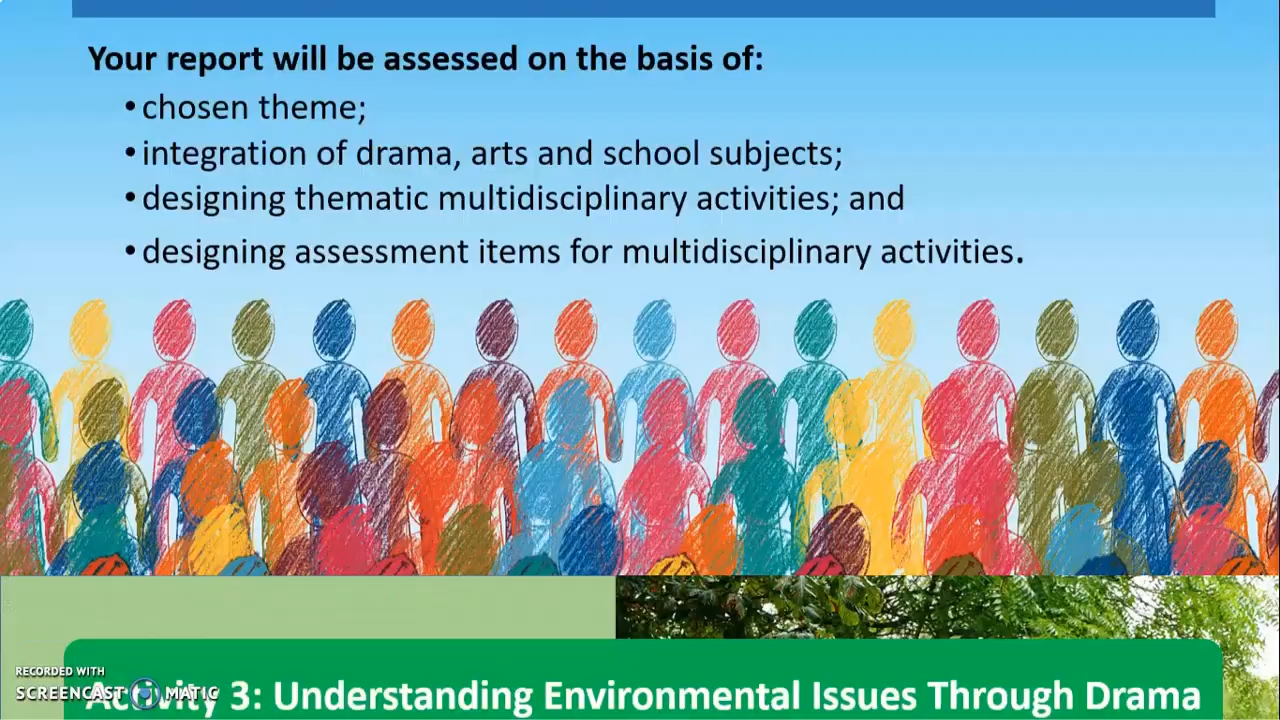 Your report will be assessed on the basis of:
• chosen theme;
• integration of drama, arts and school subjects;
• designing thematic multidisciplinary activities; and
• designing assessment items for multidisciplinary activities.
RECORDED WITH
SCREENCAST MATIC
Activity 3: Understanding Environmental Issues Through Drama